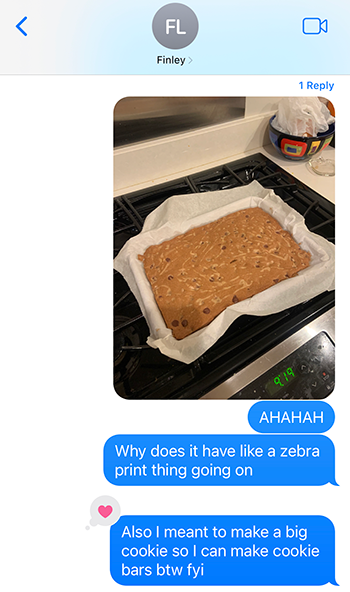 FL
Finley
1 Reply
9:19
AHAHAH
Why does it have like a zebra
print thing going on
Also I meant to make a big
cookie so I can make cookie
bars btw fyi